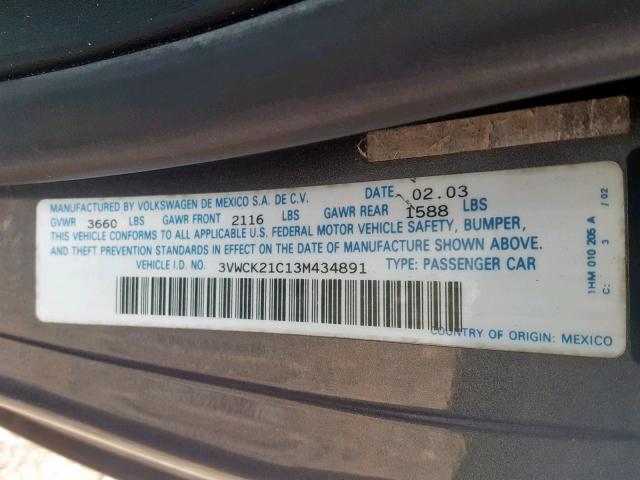 MANUFACTURED BY VOLKSWAGEN DE MEXICO S.A. DE C.V. DATE 02.03
GVWR 3660 LBS GAWR FRONT 2116 LBS GAWR REAR 1588 LBS
THIS VEHICLE CONFORMS TO ALL APPLICABLE U.S. FEDERAL MOTOR VEHICLE SAFETY, BUMPER,
AND THEFT PREVENTION STANDARDS IN EFFECT ON THE DATE OF MANUFACTURE SHOWN ABOVE.
VEHICLE I.D. NO. 3VWCK21C13M434891 TYPE: PASSENGER CAR
COUNTRY OF ORIGIN: MEXICO
1HM 010 205 A
C: 3 / 02